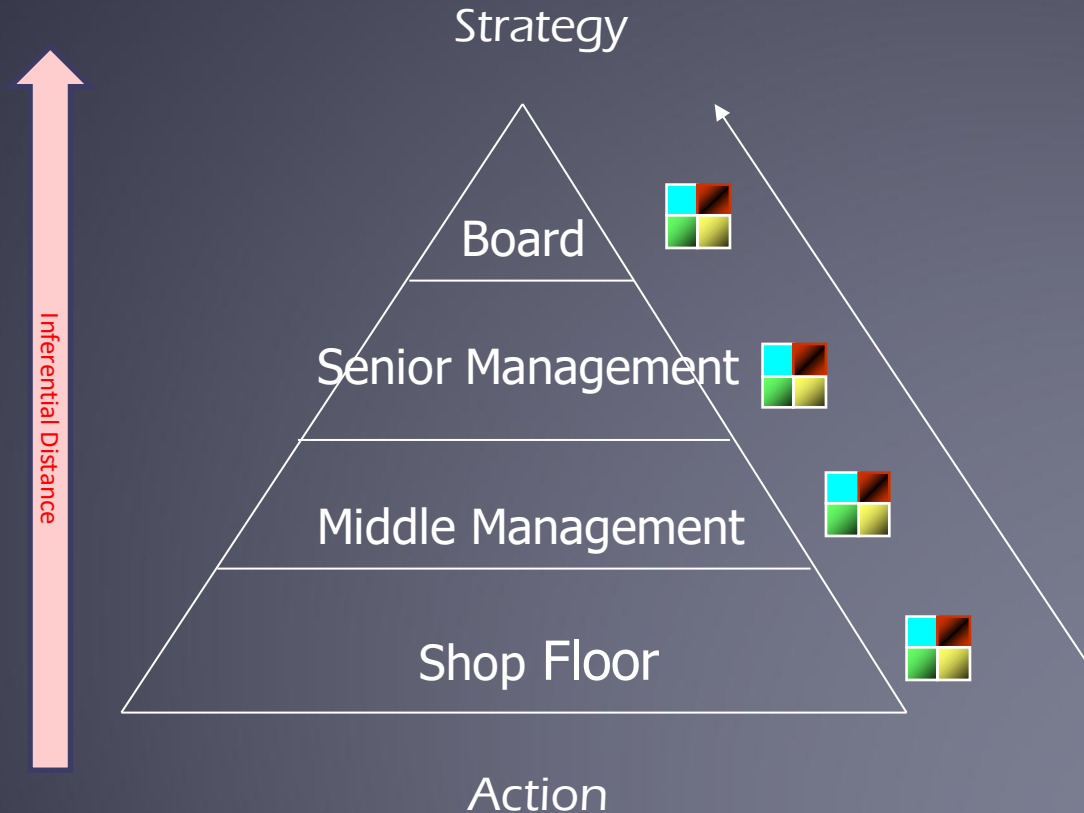 Strategy
Board
Senior Management
Inferential Distance
Middle Management
Shop Floor
Action